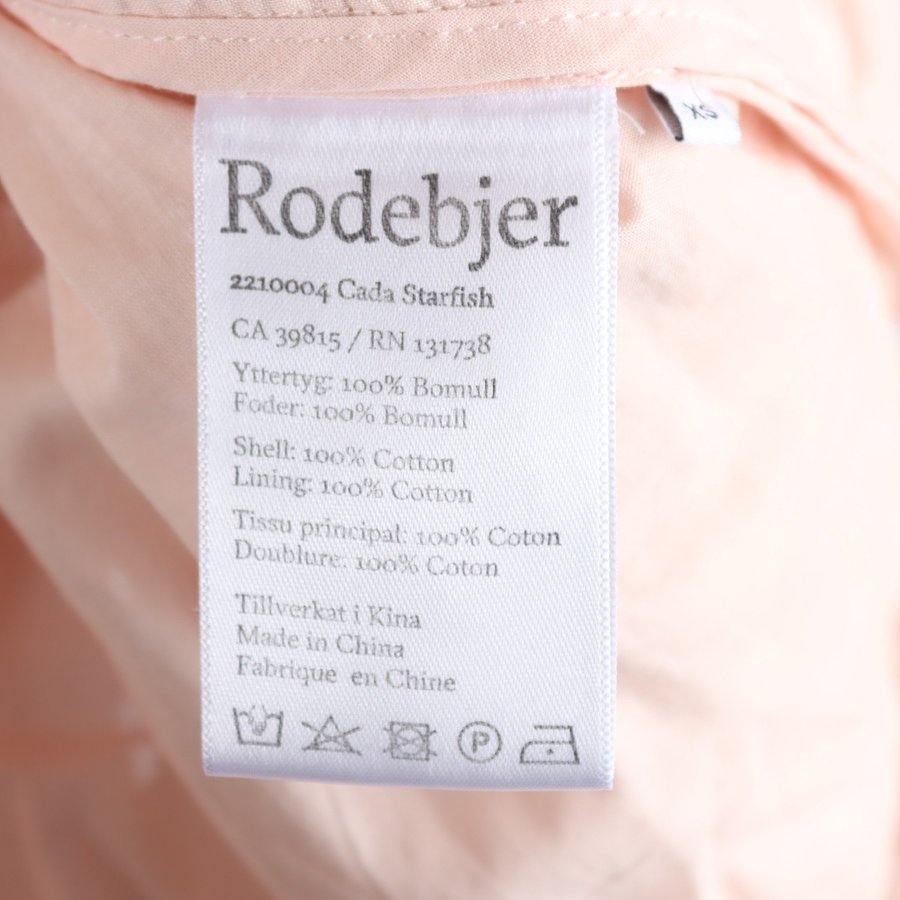 XS
Rodebjer
2210004 Cada Starfish
CA 39815 / RN 131738
Yttertyg: 100% Bomull
Foder: 100% Bomull
Shell: 100% Cotton
Lining: 100% Cotton
Tissu principal: 100% Coton
Doublure: 100% Coton
Tillverkat i Kina
Made in China
Fabrique en Chine
P